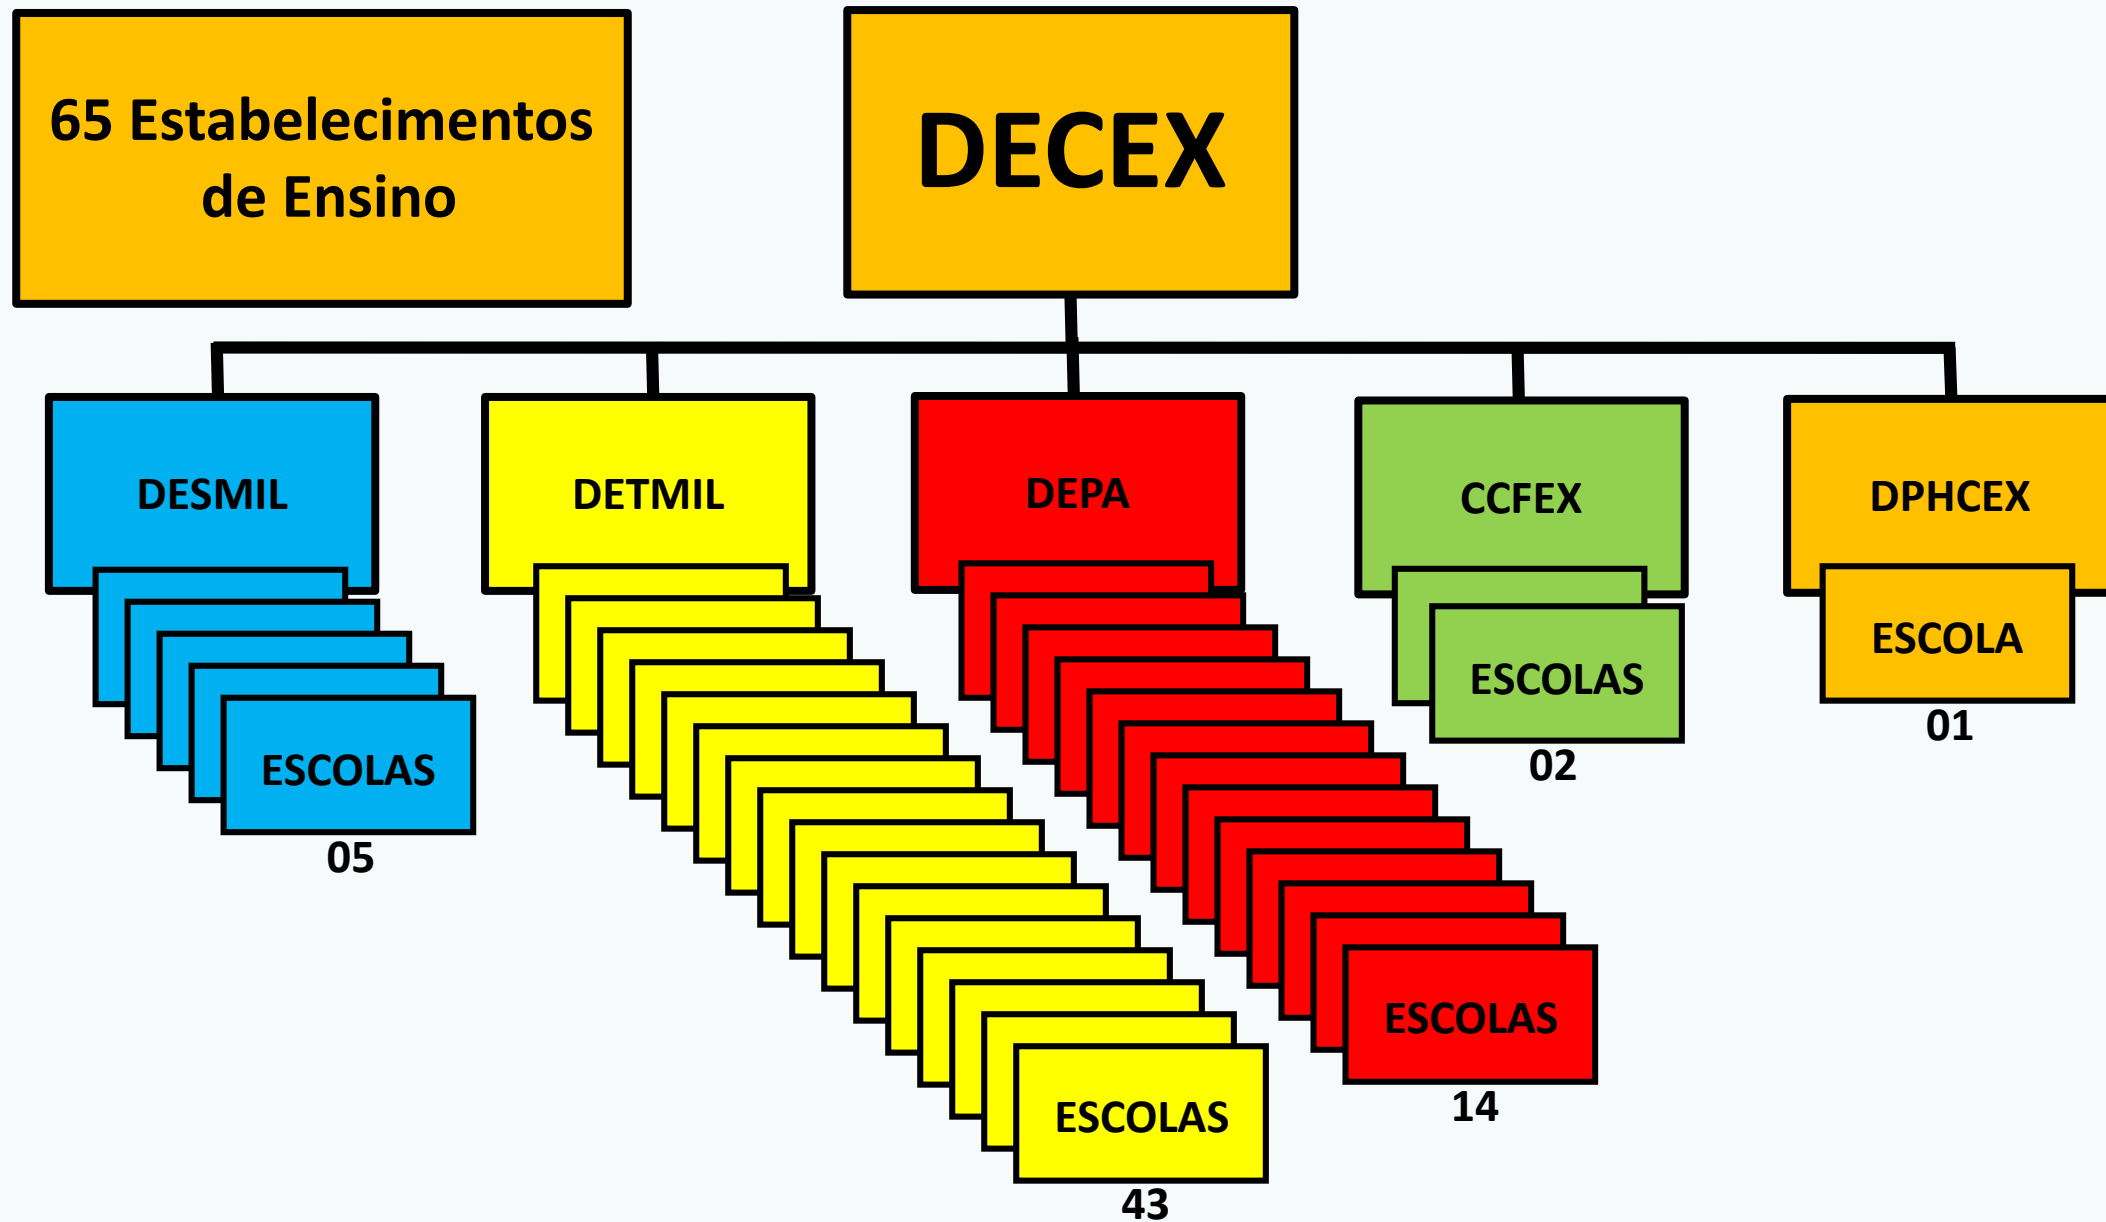 65 Estabelecimentos
de Ensino
DECEX
DESMIL
DETMIL
DEPA
CCFEX
DPHCEX
ESCOLAS
05
ESCOLAS
43
ESCOLAS
14
ESCOLAS
02
ESCOLA
01